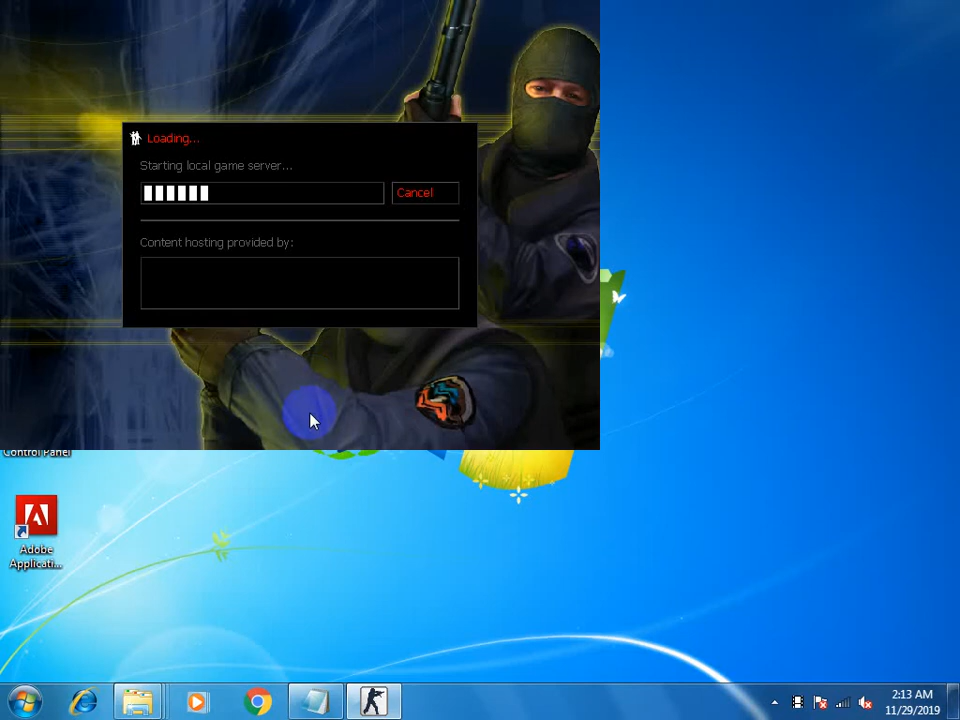 Loading...
Starting local game server...
Cancel
Content hosting provided by:
Control Panel
Adobe
Applicati...
2:13 AM
11/29/2019